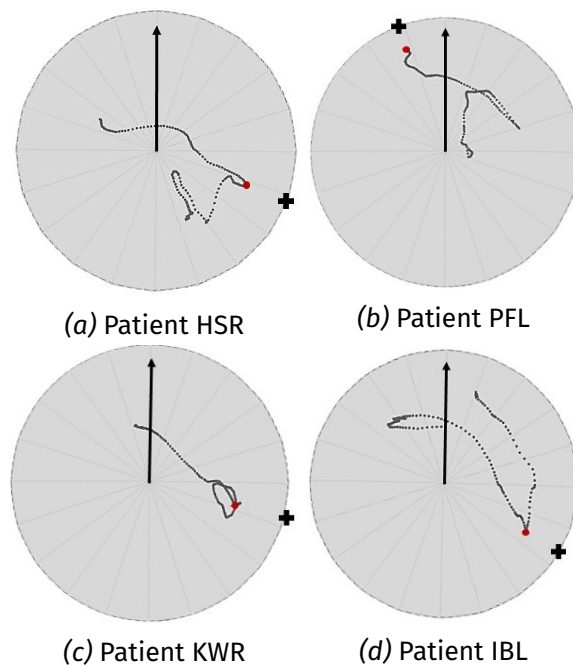 (a) Patient HSR
(b) Patient PFL
(c) Patient KWR
(d) Patient IBL